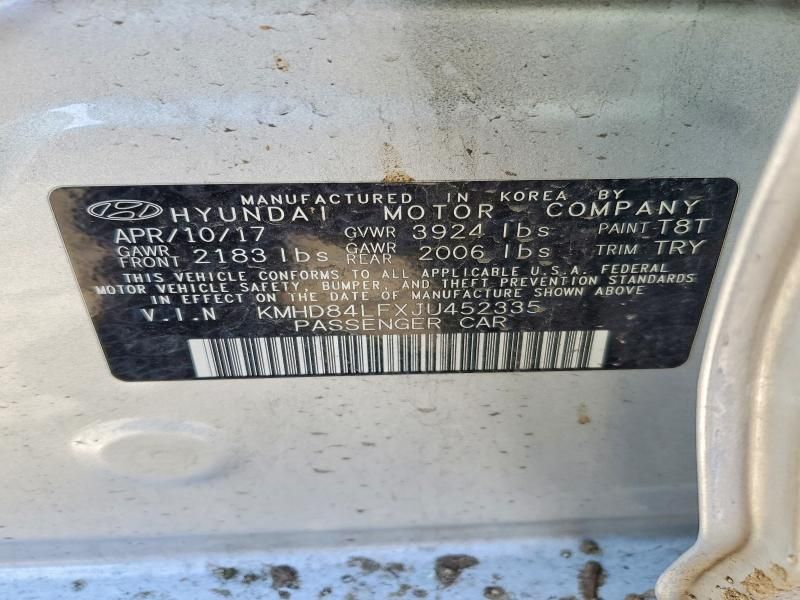 MANUFACTURED IN KOREA BY
HYUNDAI MOTOR COMPANY
APR/10/17 GVWR 3924 lbs PAINT T8T
GAWR FRONT 2183 lbs GAWR REAR 2006 lbs TRIM TRY
THIS VEHICLE CONFORMS TO ALL APPLICABLE U.S.A. FEDERAL
MOTOR VEHICLE SAFETY, BUMPER, AND THEFT PREVENTION STANDARDS
IN EFFECT ON THE DATE OF MANUFACTURE SHOWN ABOVE
V.I.N KMHD84LFXJU452335
PASSENGER CAR